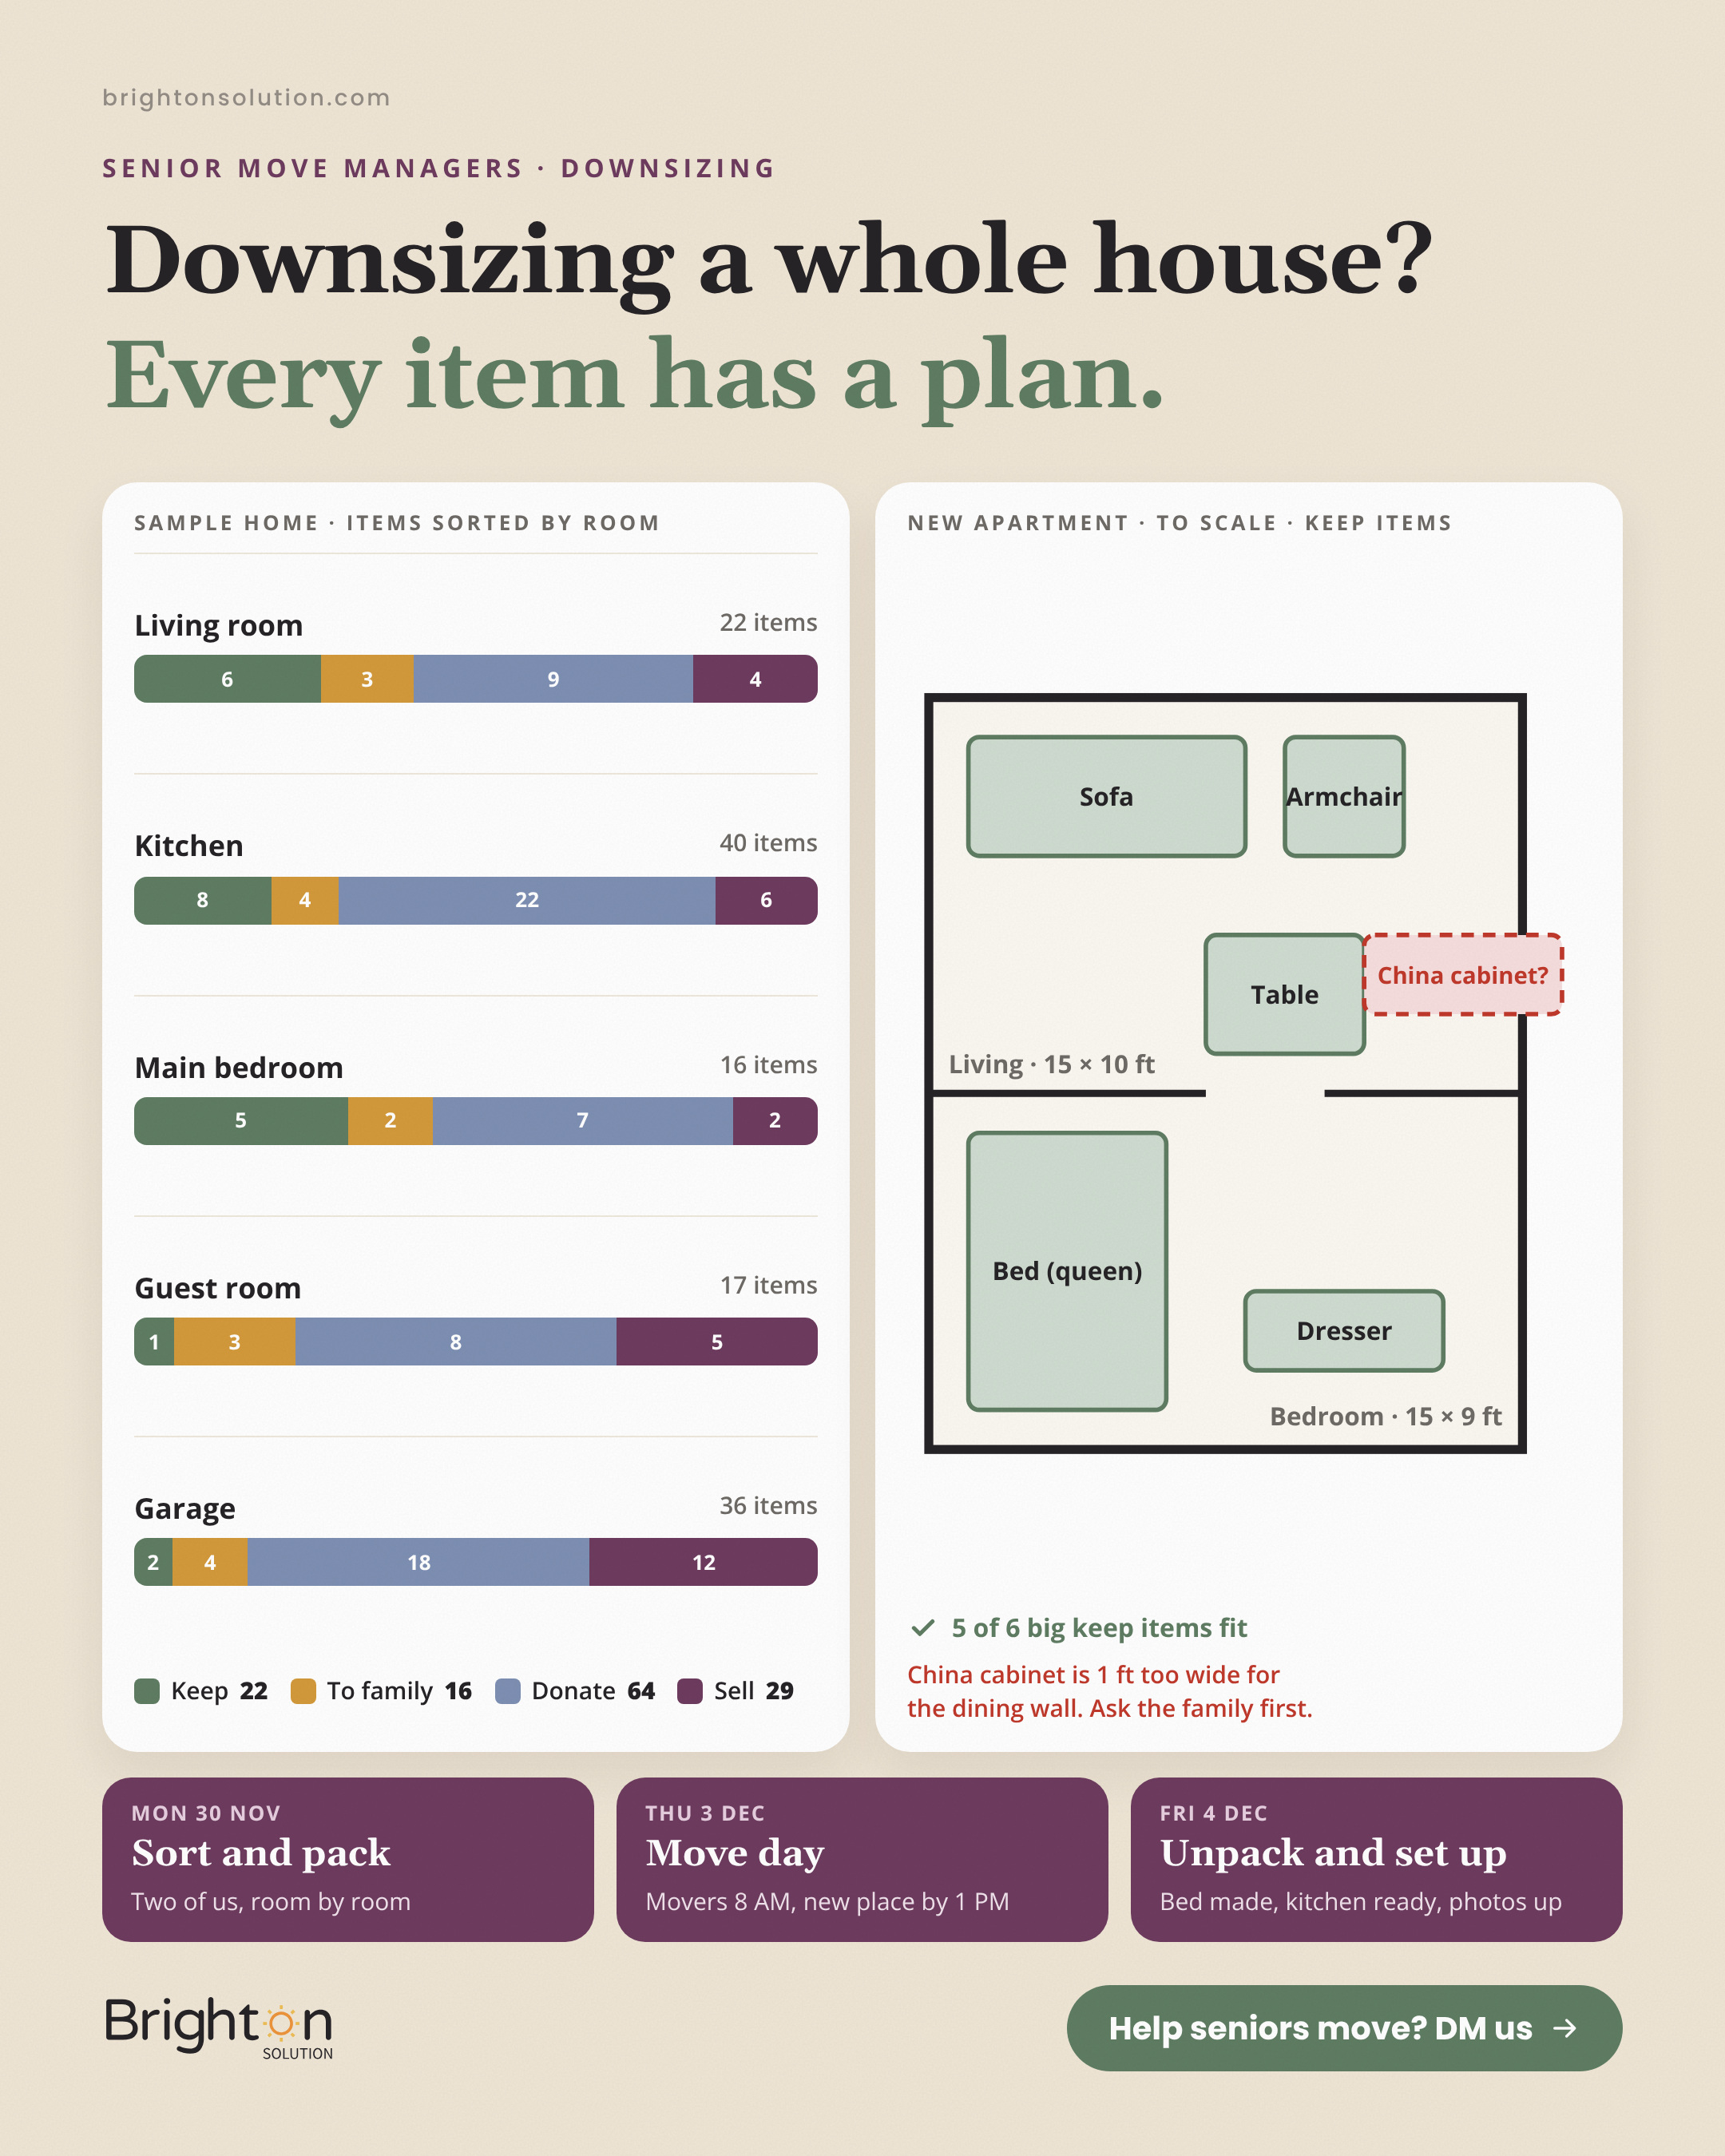 brightonsolution.com
SENIOR MOVE MANAGERS · DOWNSIZING
Downsizing a whole house?
Every item has a plan.
SAMPLE HOME · ITEMS SORTED BY ROOM
Living room
22 items
6
3
9
4
Kitchen
40 items
8
4
22
6
Main bedroom
16 items
5
2
7
2
Guest room
17 items
1
3
8
5
Garage
36 items
2
4
18
12
Keep 22
To family 16
Donate 64
Sell 29
NEW APARTMENT · TO SCALE · KEEP ITEMS
Sofa
Armchair
China cabinet?
Table
Living · 15 × 10 ft
Bed (queen)
Dresser
Bedroom · 15 × 9 ft
5 of 6 big keep items fit
China cabinet is 1 ft too wide for
the dining wall. Ask the family first.
MON 30 NOV
Sort and pack
Two of us, room by room
THU 3 DEC
Move day
Movers 8 AM, new place by 1 PM
FRI 4 DEC
Unpack and set up
Bed made, kitchen ready, photos up
Brighton
SOLUTION
Help seniors move? DM us →